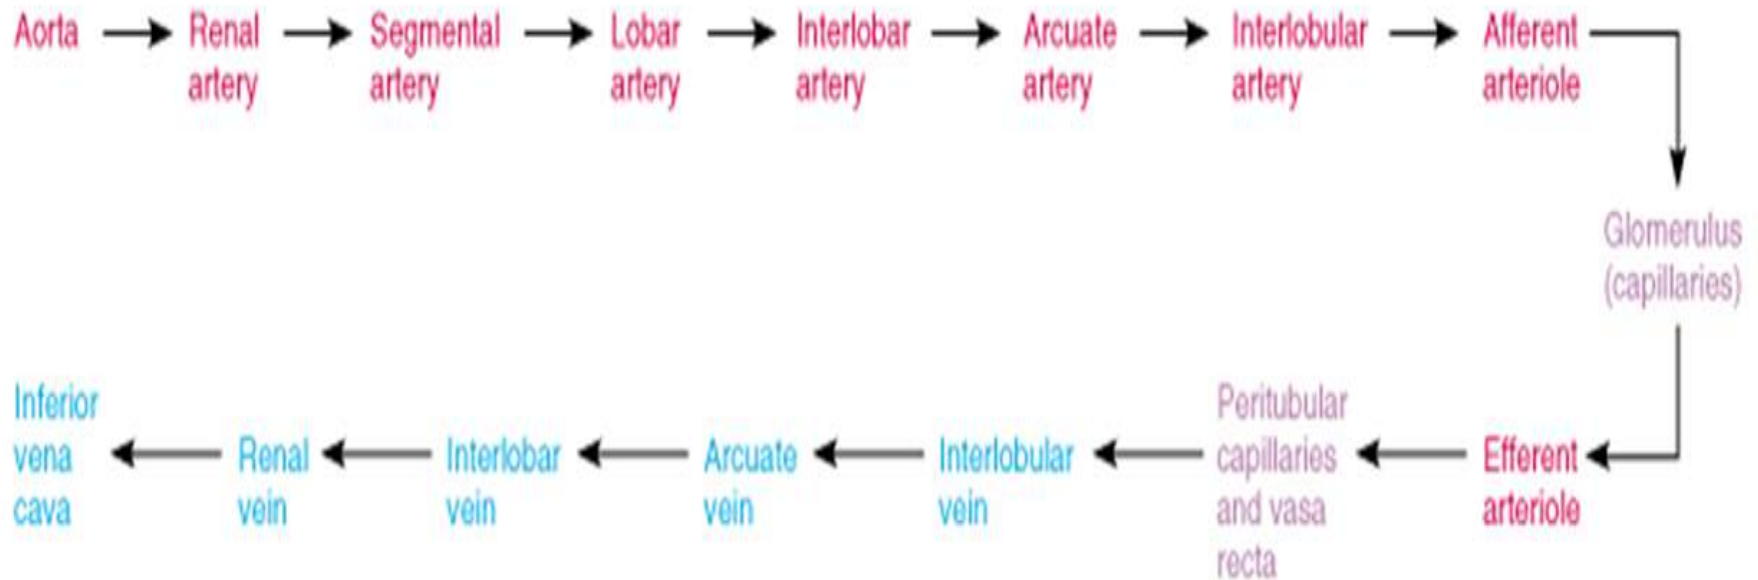 Aorta
Renal
artery
Segmental
artery
Lobar
artery
Interlobar
artery
Arcuate
artery
Interlobular
artery
Afferent
arteriole
Glomerulus
(capillaries)
Efferent
arteriole
Peritubular
capillaries
and vasa
recta
Interlobular
vein
Arcuate
vein
Interlobar
vein
Renal
vein
Inferior
vena
cava